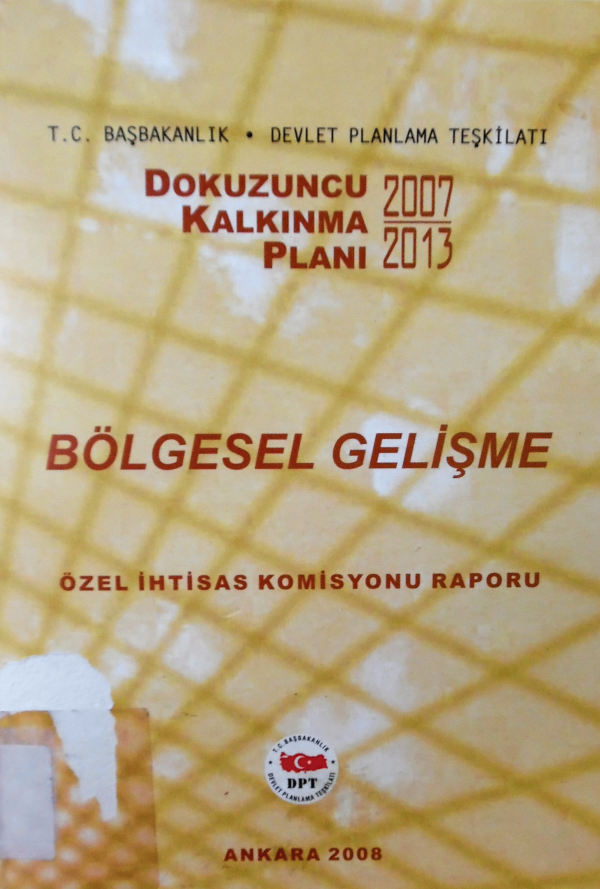 T.C. BAŞBAKANLIK • DEVLET PLANLAMA TEŞKİLATI
DOKUZUNCU
KALKINMA
PLANI
2007
2013
BÖLGESEL GELİŞME
ÖZEL İHTİSAS KOMİSYONU RAPORU
T.C. BAŞBAKANLIK
DPT
DEVLET PLANLAMA TEŞKİLATI
ANKARA 2008